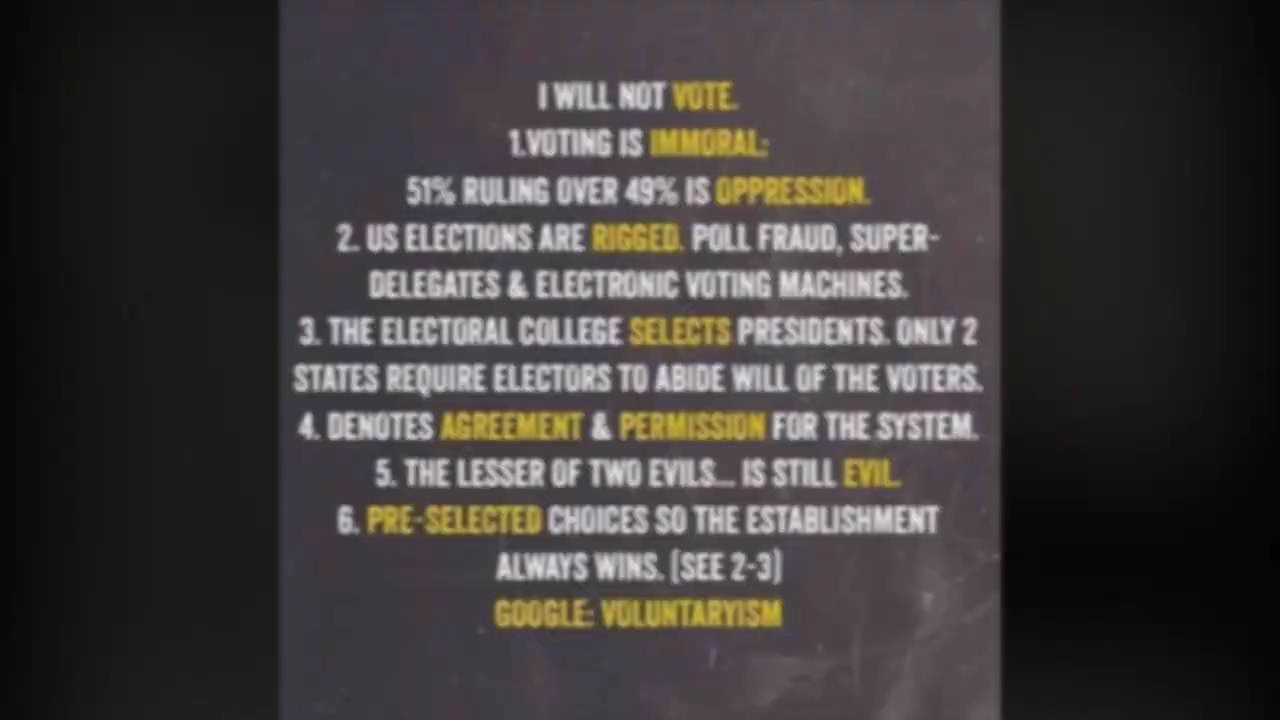 I WILL NOT VOTE.
1.VOTING IS IMMORAL:
51% RULING OVER 49% IS OPPRESSION.
2. US ELECTIONS ARE RIGGED. POLL FRAUD, SUPER-
DELEGATES & ELECTRONIC VOTING MACHINES.
3. THE ELECTORAL COLLEGE SELECTS PRESIDENTS. ONLY 2
STATES REQUIRE ELECTORS TO ABIDE WILL OF THE VOTERS.
4. DENOTES AGREEMENT & PERMISSION FOR THE SYSTEM.
5. THE LESSER OF TWO EVILS... IS STILL EVIL.
6. PRE-SELECTED CHOICES SO THE ESTABLISHMENT
ALWAYS WINS. (SEE 2-3)
GOOGLE: VOLUNTARYISM